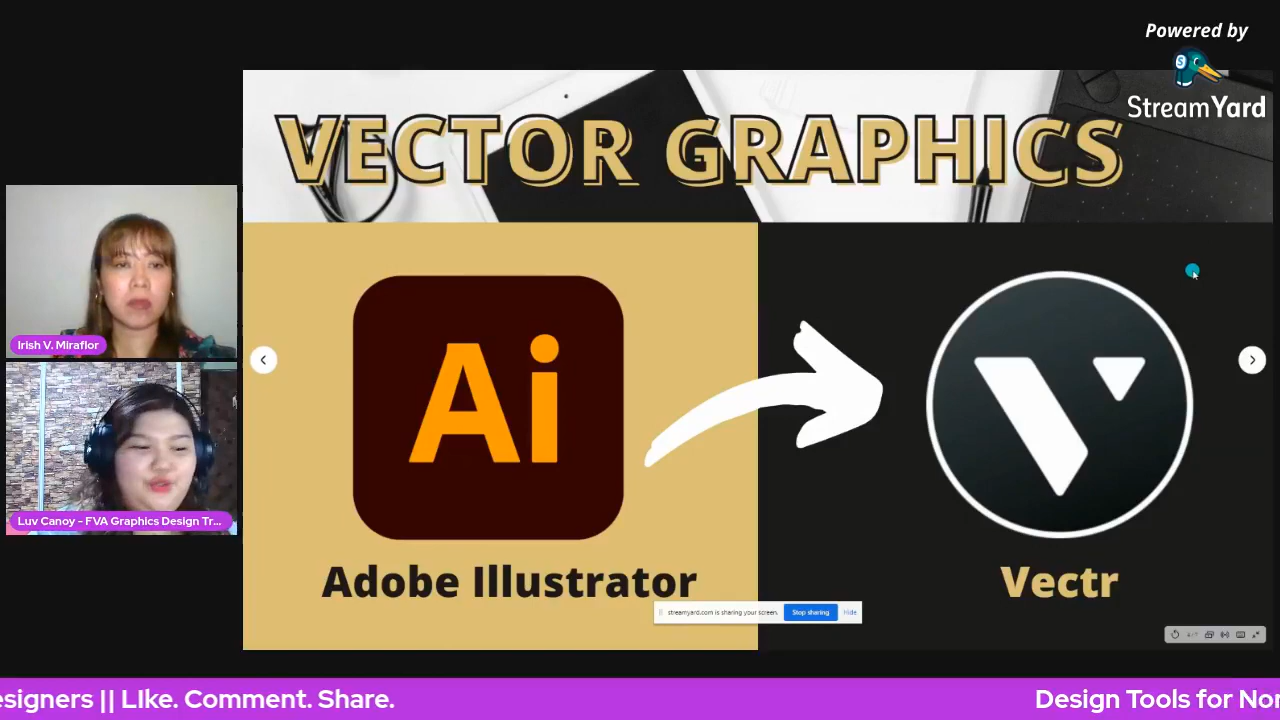 Powered by
StreamYard
VECTOR GRAPHICS
Irish V. Miraflor
Luv Canoy - FVA Graphics Design Tr...
Ai
Adobe Illustrator
Vectr
streamyard.com is sharing your screen.
Stop sharing
Hide
esigners || LIke. Comment. Share.
Design Tools for Nor